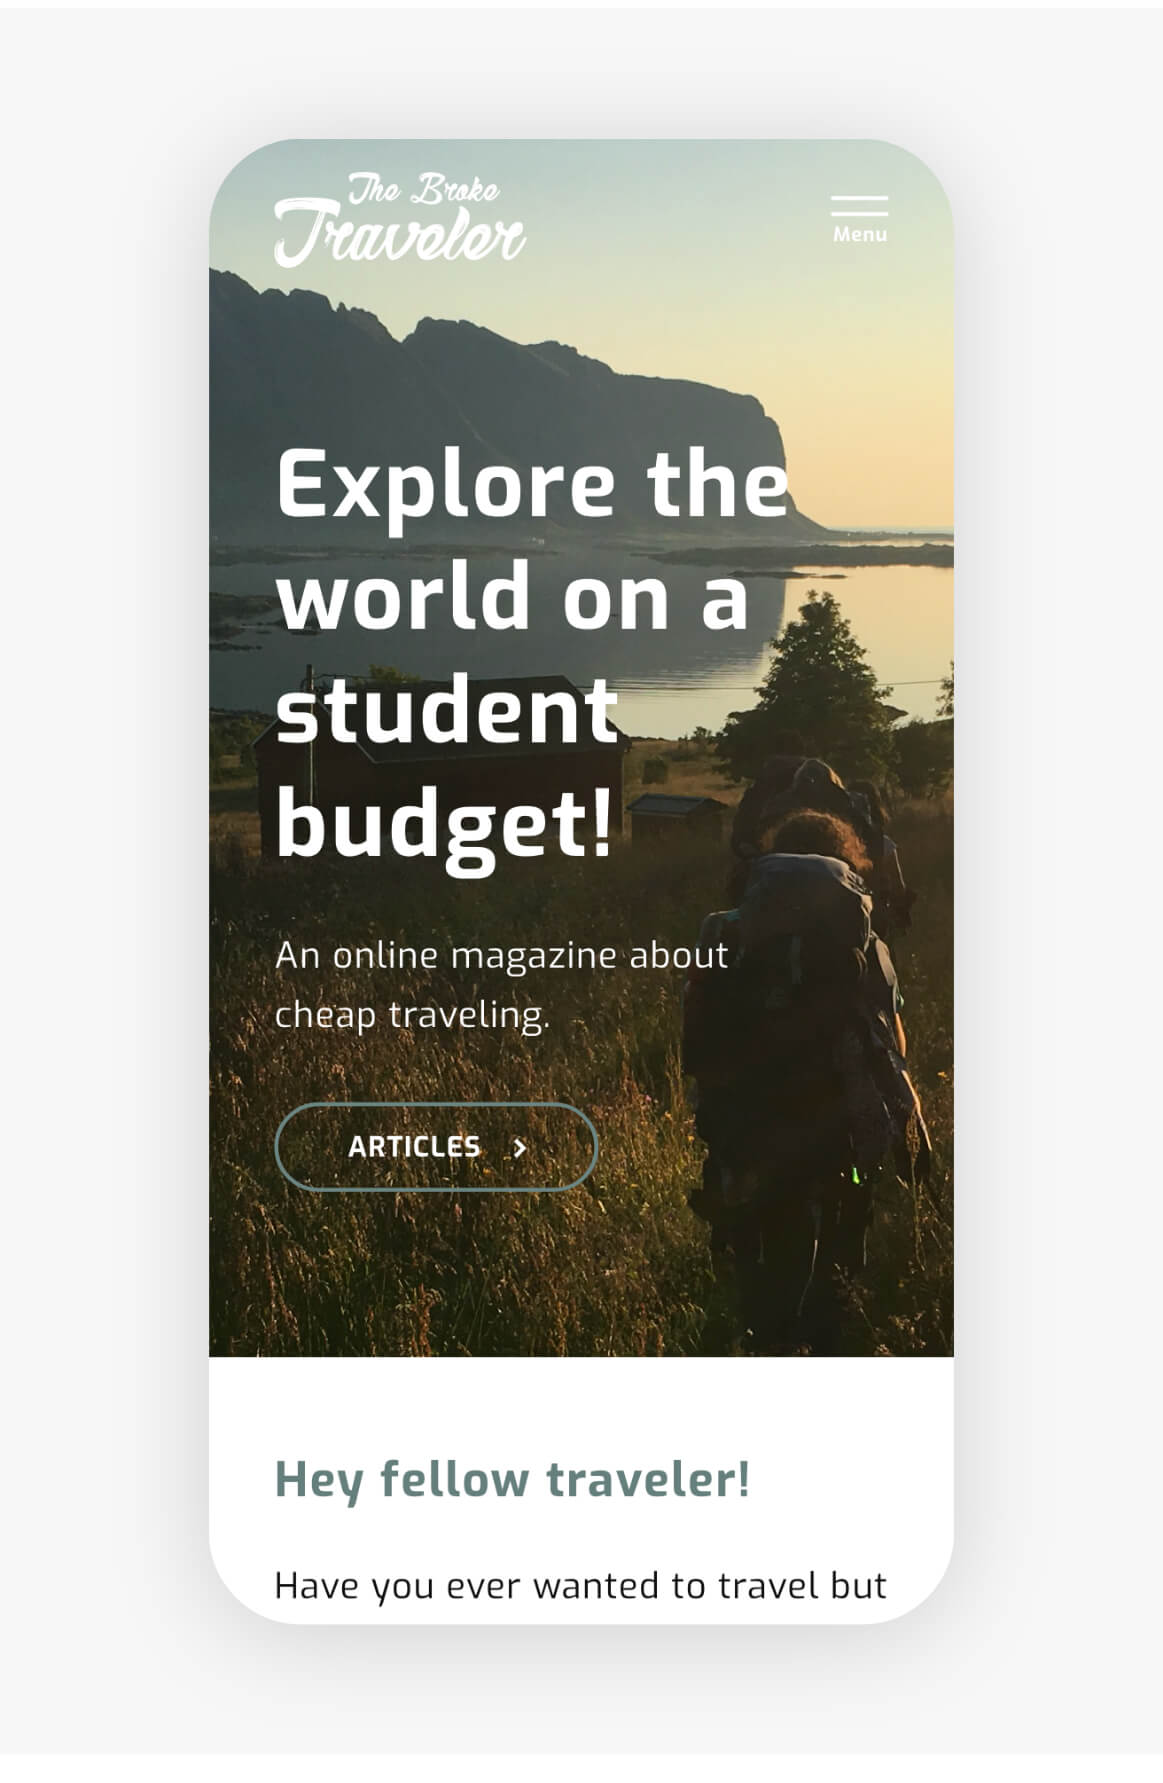 The Broke
Traveler
Menu
Explore the
world on a
student
budget!
An online magazine about
cheap traveling.
ARTICLES
Hey fellow traveler!
Have you ever wanted to travel but